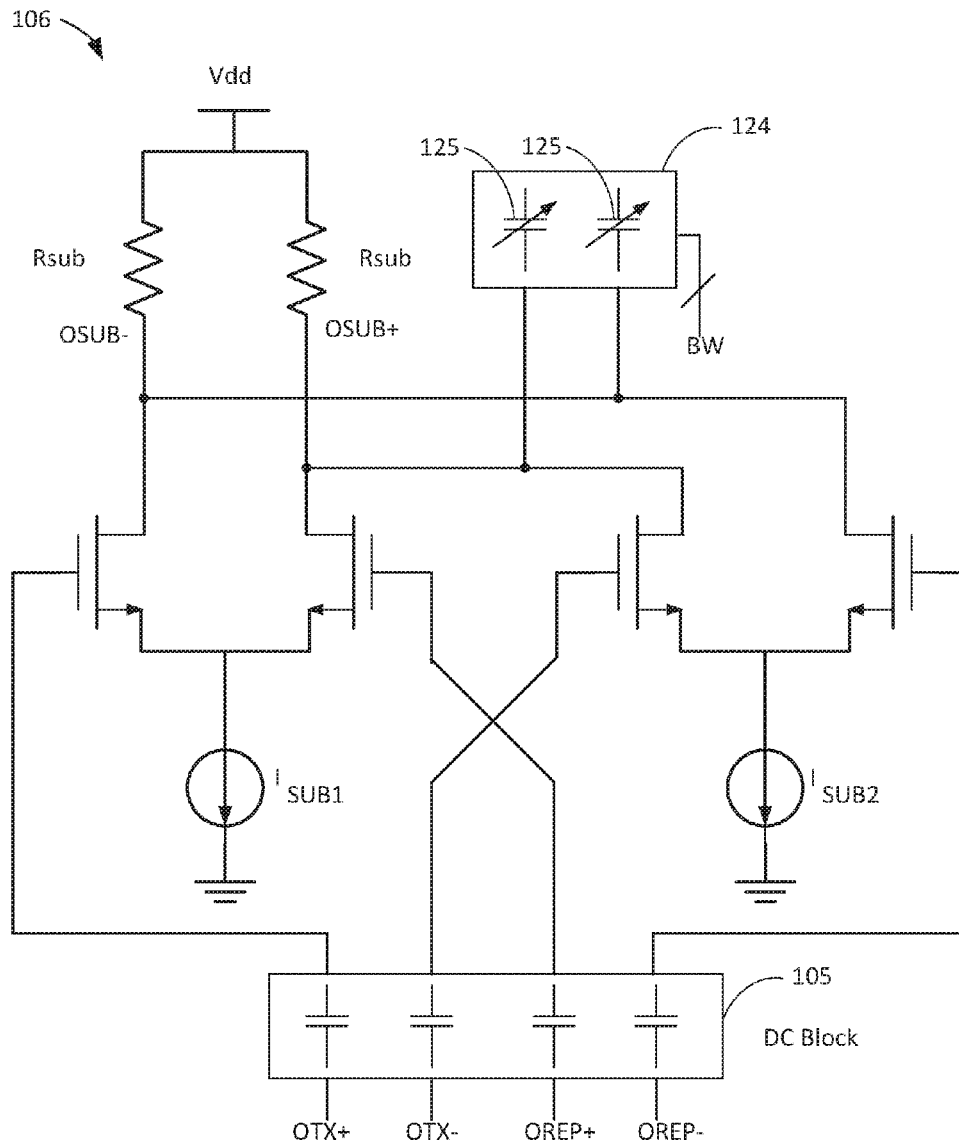 106
Vdd
124
125 125
Rsub Rsub
OSUB- OSUB+
BW
I SUB1 I SUB2
105
DC Block
OTX+ OTX- OREP+ OREP-